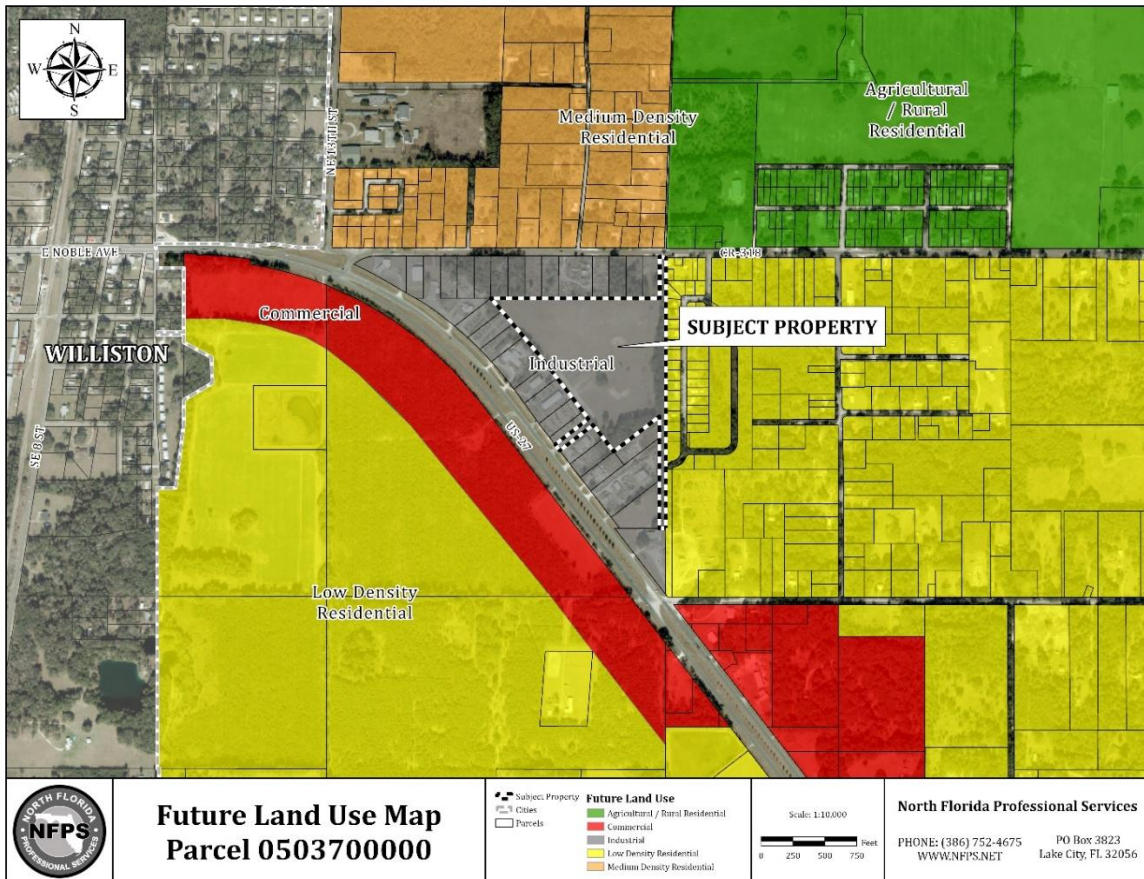 N
W E
S
NE 13TH ST
Medium Density
Residential
Agricultural
/ Rural
Residential
E NOBLE AVE
CR-318
Commercial
SUBJECT PROPERTY
WILLISTON
Industrial
US-27
SE 8 ST
Low Density
Residential
NORTH FLORIDA
NFPS
PROFESSIONAL SERVICES
Future Land Use Map
Parcel 0503700000
Subject Property
Cities
Parcels
Future Land Use
Agricultural / Rural Residential
Commercial
Industrial
Low Density Residential
Medium Density Residential
Scale: 1:10,000
Feet
0 250 500 750
North Florida Professional Services
PHONE: (386) 752-4675
WWW.NFPS.NET
PO Box 3823
Lake City, FL 32056